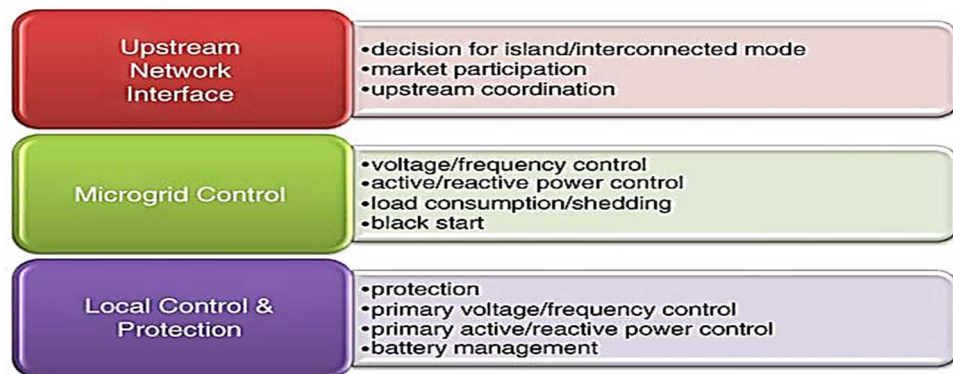 Upstream
Network
Interface
•decision for island/interconnected mode
•market participation
•upstream coordination
Microgrid Control
•voltage/frequency control
•active/reactive power control
•load consumption/shedding
•black start
Local Control &
Protection
•protection
•primary voltage/frequency control
•primary active/reactive power control
•battery management